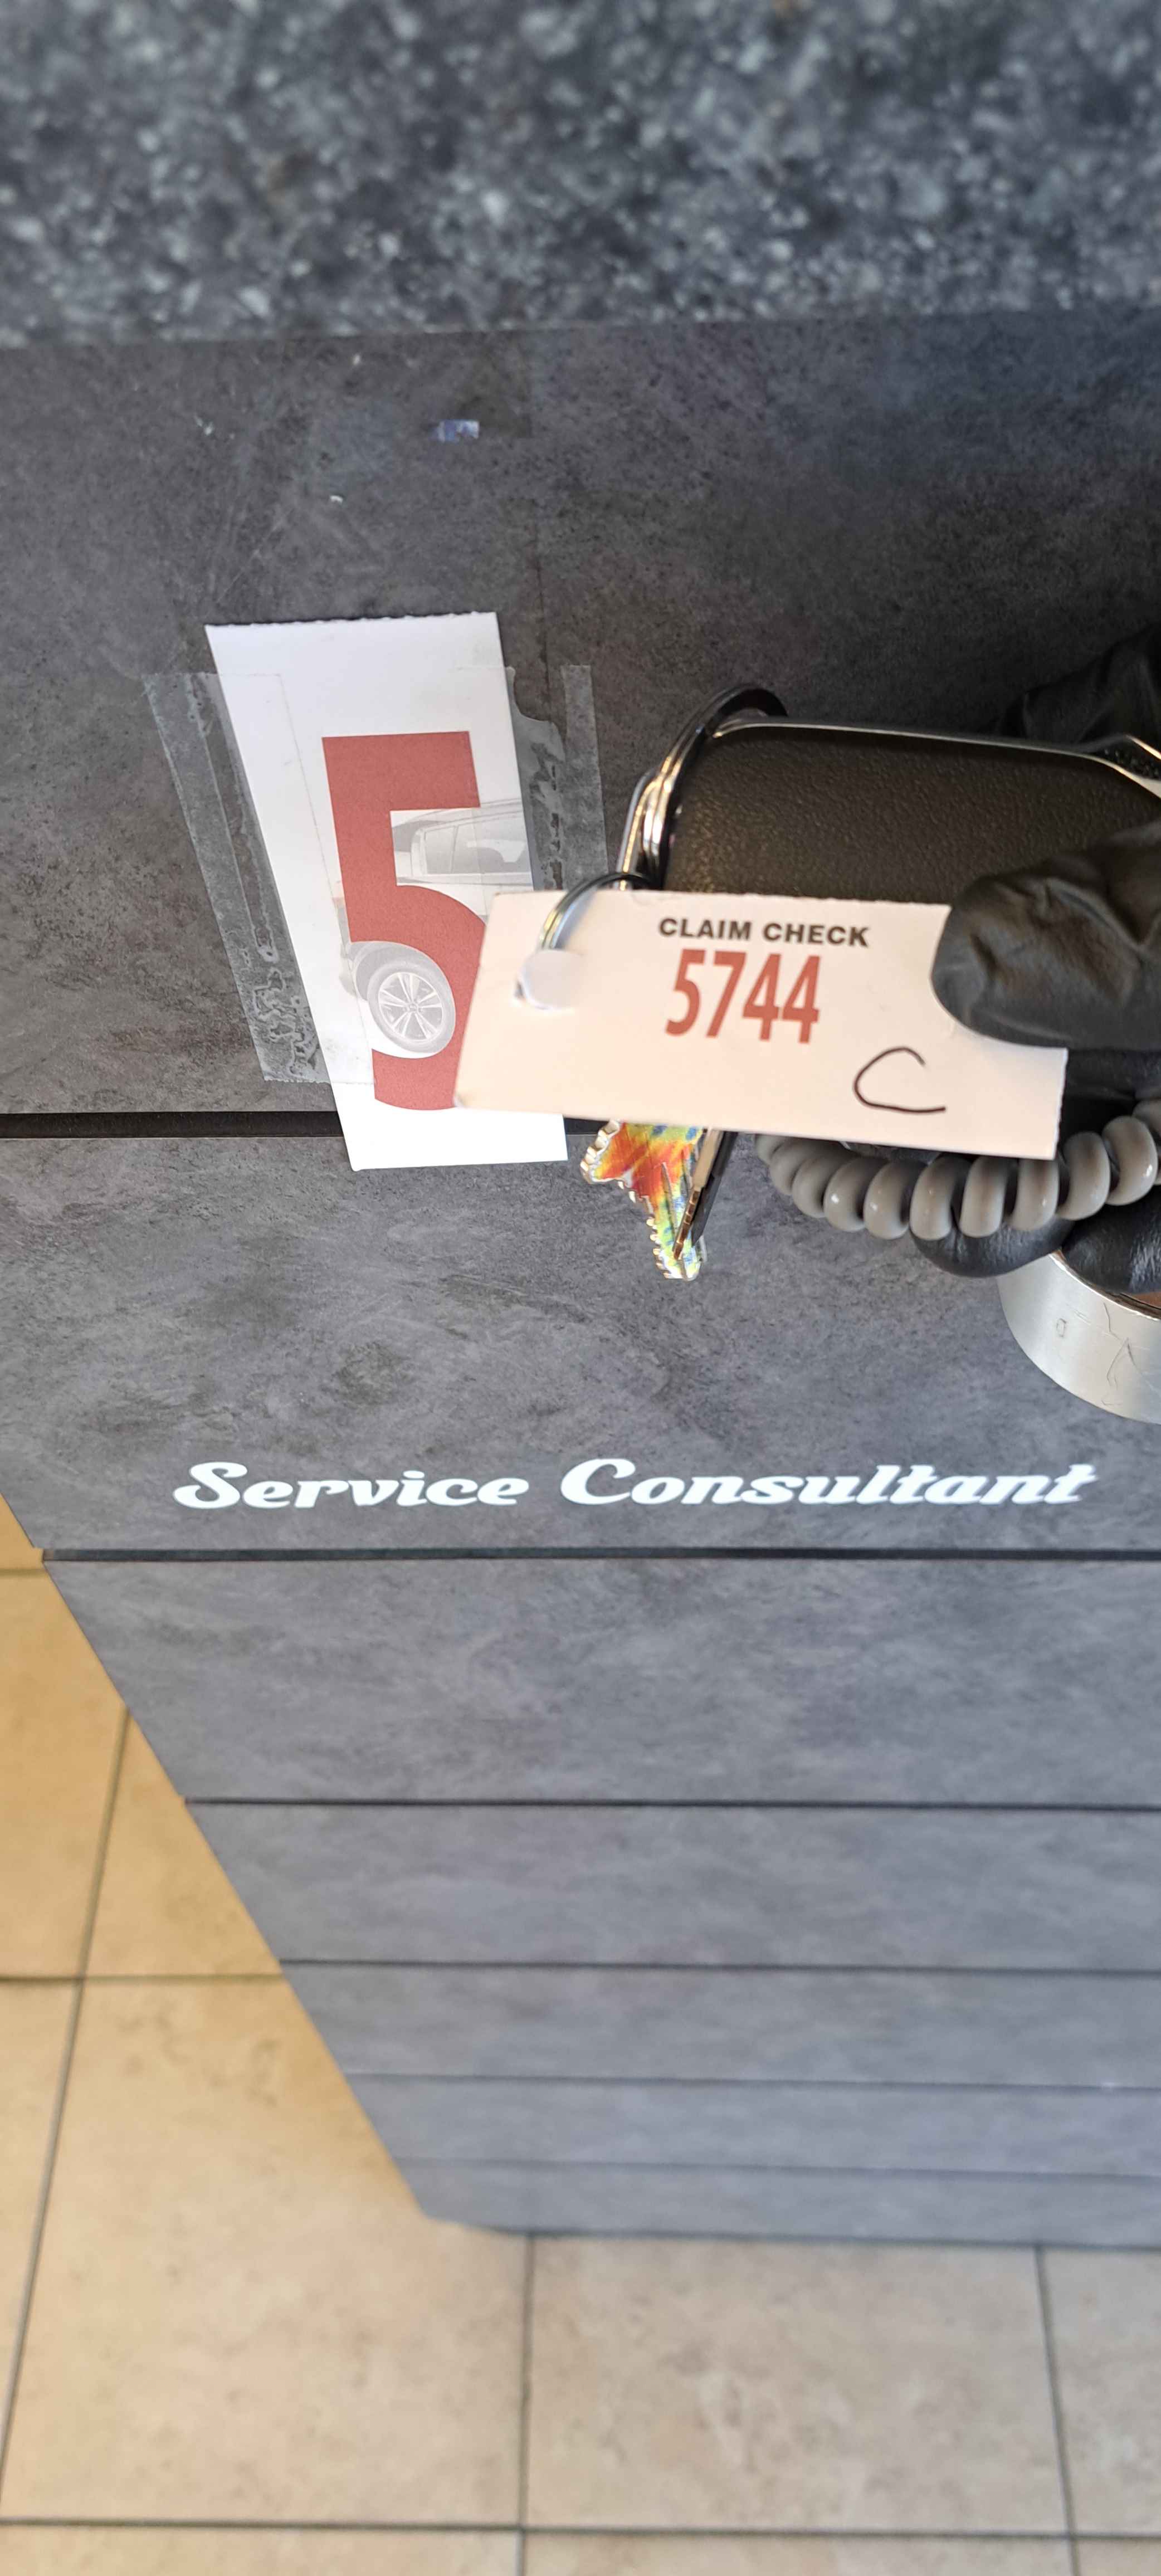 5
CLAIM CHECK
5744
C
Service Consultant